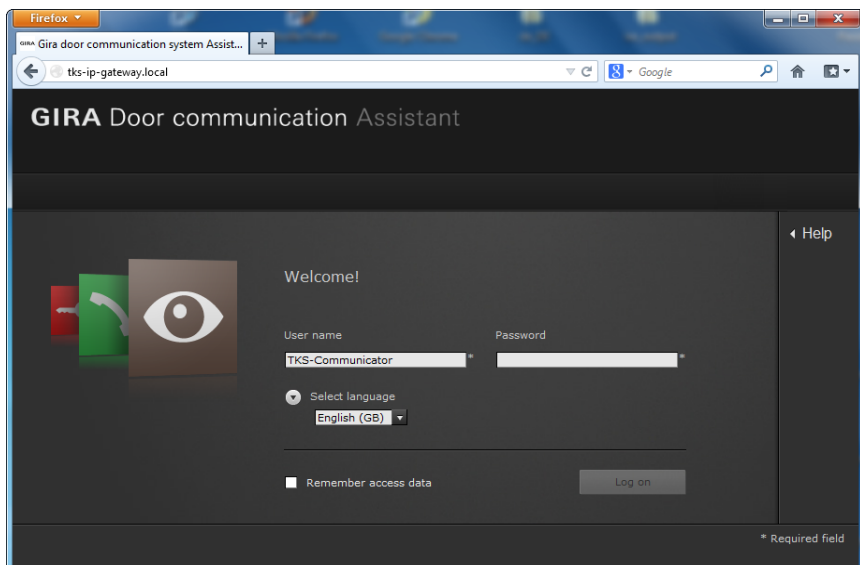 Firefox
GIRA Gira door communication system Assist...
tks-ip-gateway.local
Google
GIRA Door communication Assistant
Help
Welcome!
User name Password
TKS-Communicator * *
Select language
English (GB)
Remember access data Log on
* Required field